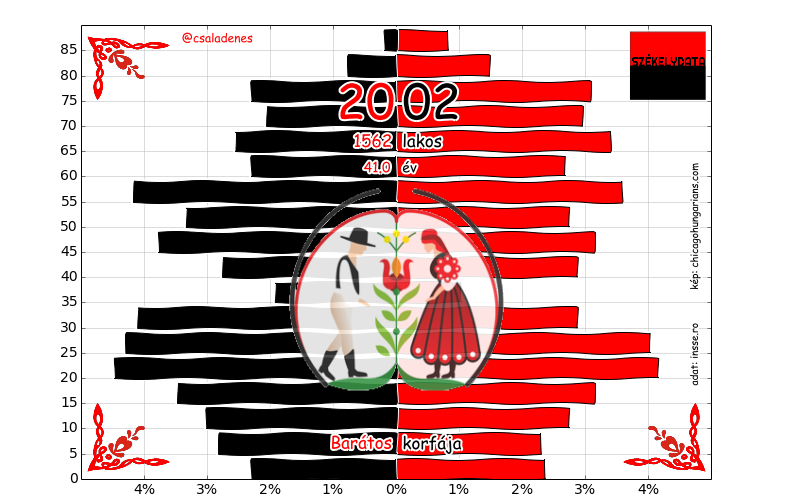 @csaladenes
SZÉKELYDATA
2002
1562 lakos
41,0 év
kép: chicagohungarians.com
adat: insse.ro
Barátos korfája
85
80
75
70
65
60
55
50
45
40
35
30
25
20
15
10
5
0
4% 3% 2% 1% 0% 1% 2% 3% 4%